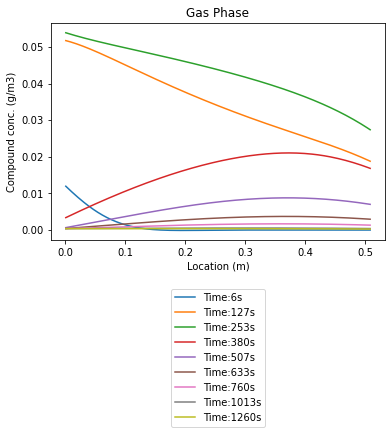 Gas Phase
Compound conc. (g/m3)
0.05
0.04
0.03
0.02
0.01
0.00
0.0 0.1 0.2 0.3 0.4 0.5
Location (m)
Time:6s
Time:127s
Time:253s
Time:380s
Time:507s
Time:633s
Time:760s
Time:1013s
Time:1260s